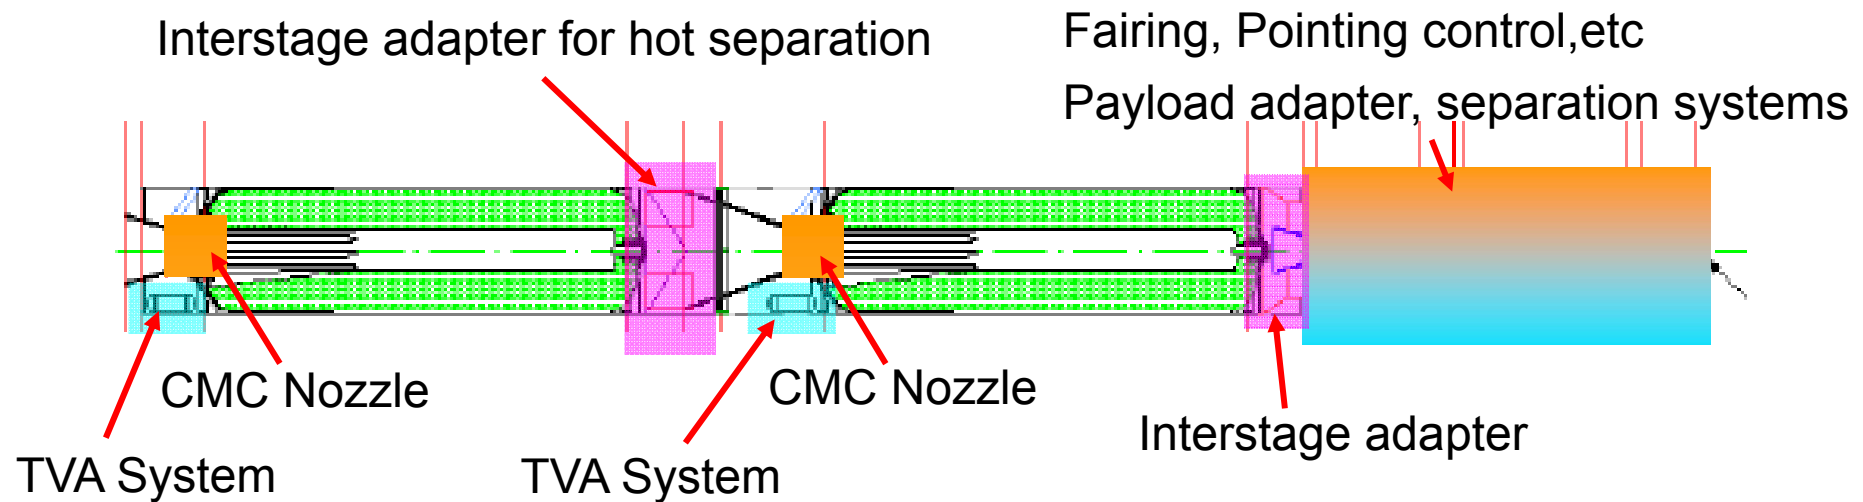 Interstage adapter for hot separation
Fairing, Pointing control,etc
Payload adapter, separation systems
CMC Nozzle
CMC Nozzle
Interstage adapter
TVA System
TVA System